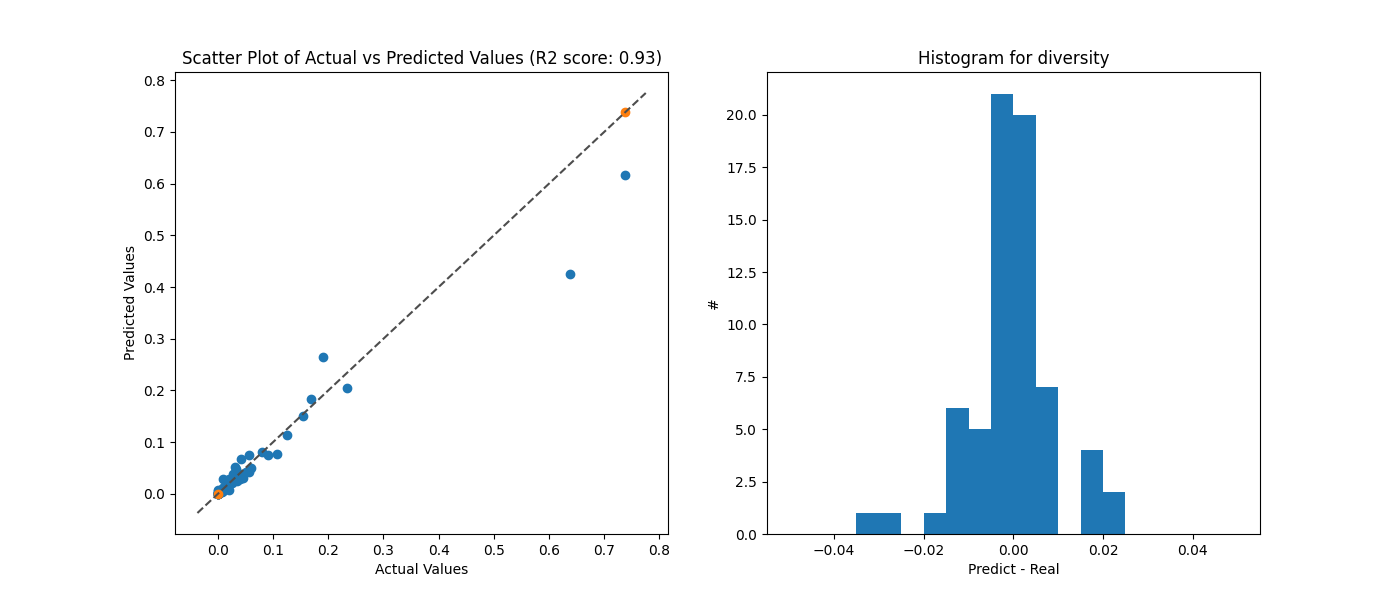 Scatter Plot of Actual vs Predicted Values (R2 score: 0.93)
0.8
0.7
0.6
0.5
0.4
0.3
0.2
0.1
0.0
Predicted Values
0.0 0.1 0.2 0.3 0.4 0.5 0.6 0.7 0.8
Actual Values
Histogram for diversity
20.0
17.5
15.0
12.5
10.0
7.5
5.0
2.5
0.0
#
−0.04 −0.02 0.00 0.02 0.04
Predict - Real